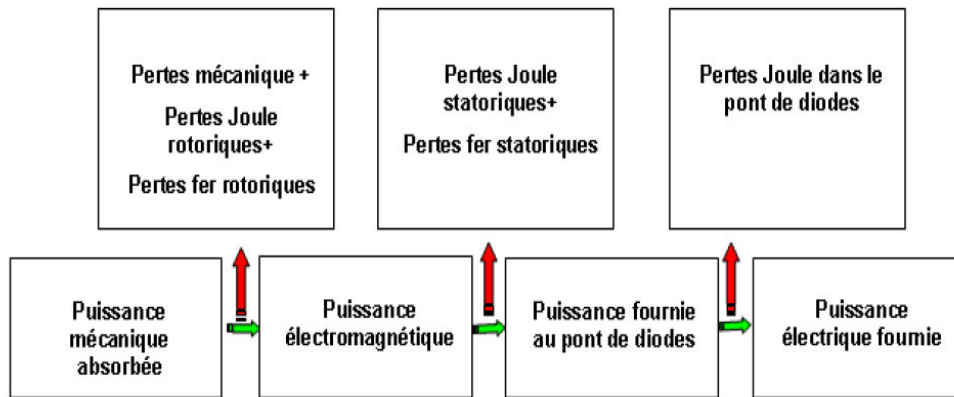 Pertes mécanique +
Pertes Joule
rotoriques+
Pertes fer rotoriques
Pertes Joule
statoriques+
Pertes fer statoriques
Pertes Joule dans le
pont de diodes
Puissance
mécanique
absorbée
Puissance
électromagnétique
Puissance fournie
au pont de diodes
Puissance
électrique fournie